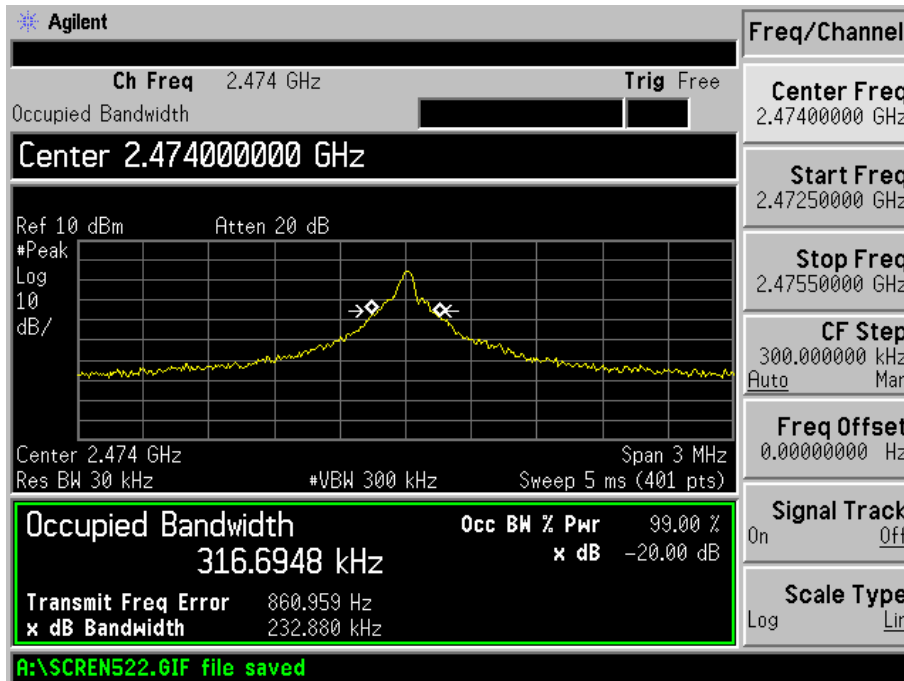 Agilent
Ch Freq 2.474 GHz Trig Free
Occupied Bandwidth
Center 2.474000000 GHz
Ref 10 dBm Atten 20 dB
#Peak
Log
10
dB/
Center 2.474 GHz Span 3 MHz
Res BW 30 kHz #VBW 300 kHz Sweep 5 ms (401 pts)
Occupied Bandwidth
316.6948 kHz
Occ BW % Pwr 99.00 %
x dB -20.00 dB
Transmit Freq Error 860.959 Hz
x dB Bandwidth 232.880 kHz
A:\SCREN522.GIF file saved
Freq/Channel
Center Freq
2.47400000 GHz
Start Freq
2.47250000 GHz
Stop Freq
2.47550000 GHz
CF Step
300.000000 kHz
Auto Man
Freq Offset
0.00000000 Hz
Signal Track
On Off
Scale Type
Log Lin